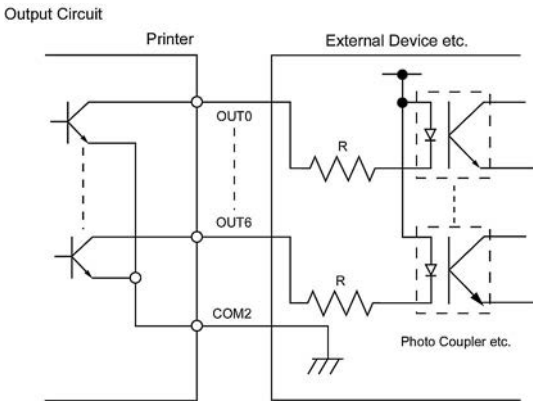 Output Circuit
Printer
External Device etc.
OUT0
R
OUT6
R
COM2
Photo Coupler etc.